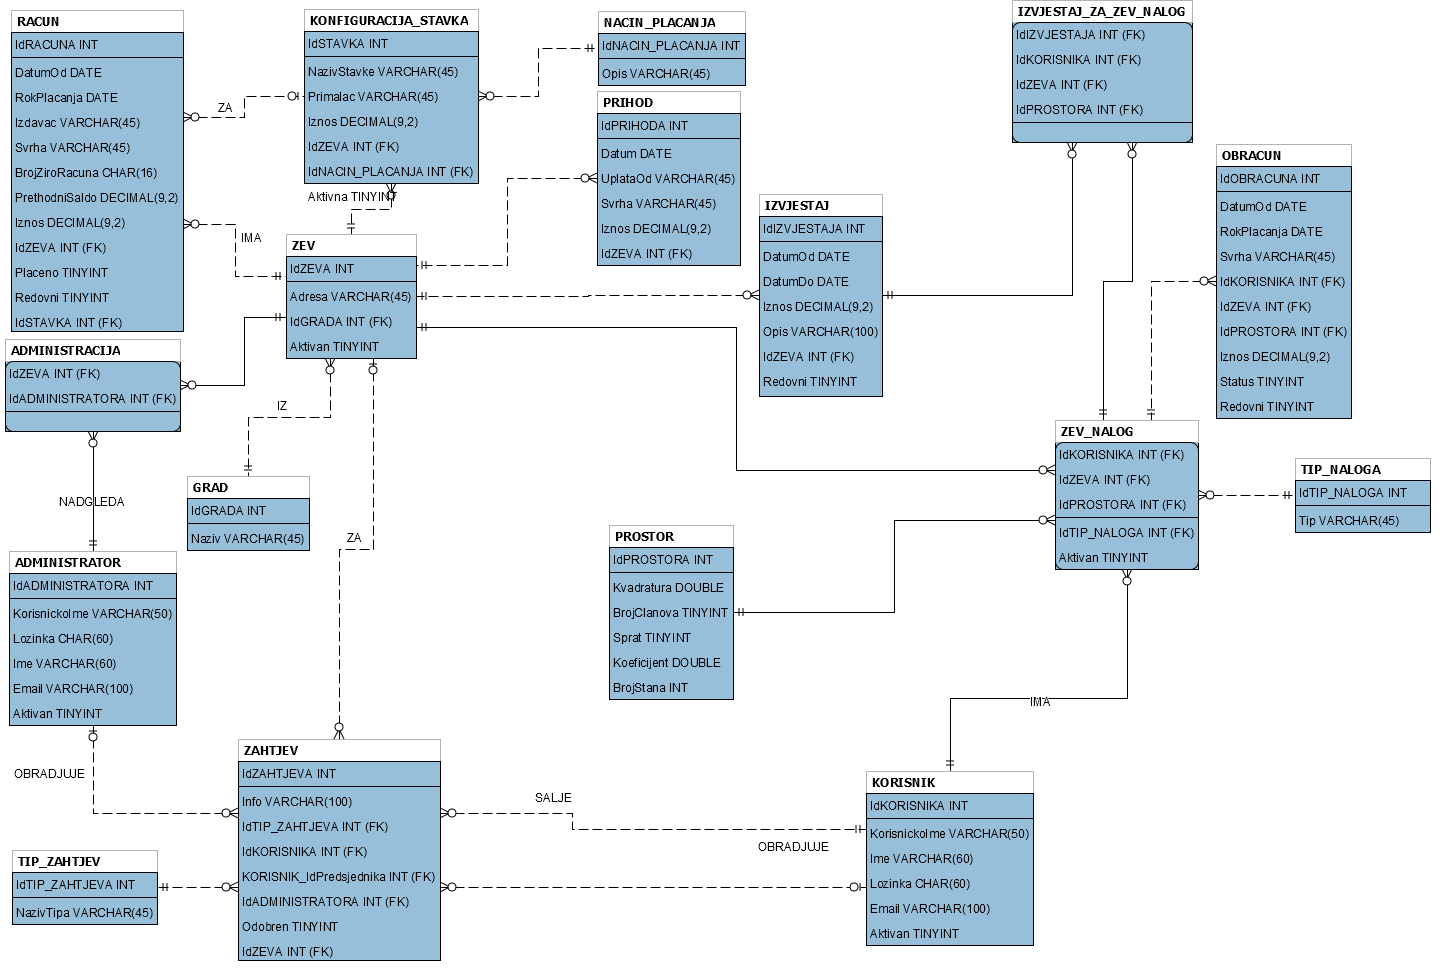 RACUN
IdRACUNA INT
DatumOd DATE
RokPlacanja DATE
Izdavac VARCHAR(45)
Svrha VARCHAR(45)
BrojZiroRacuna CHAR(16)
PrethodniSaldo DECIMAL(9,2)
Iznos DECIMAL(9,2)
IdZEVA INT (FK)
Placeno TINYINT
Redovni TINYINT
IdSTAVKA INT (FK)
ZA
IMA
KONFIGURACIJA_STAVKA
IdSTAVKA INT
NazivStavke VARCHAR(45)
Primalac VARCHAR(45)
Iznos DECIMAL(9,2)
IdZEVA INT (FK)
IdNACIN_PLACANJA INT (FK)
Aktivna TINYINT
NACIN_PLACANJA
IdNACIN_PLACANJA INT
Opis VARCHAR(45)
PRIHOD
IdPRIHODA INT
Datum DATE
UplataOd VARCHAR(45)
Svrha VARCHAR(45)
Iznos DECIMAL(9,2)
IdZEVA INT (FK)
IZVJESTAJ_ZA_ZEV_NALOG
IdIZVJESTAJA INT (FK)
IdKORISNIKA INT (FK)
IdZEVA INT (FK)
IdPROSTORA INT (FK)
OBRACUN
IdOBRACUNA INT
DatumOd DATE
RokPlacanja DATE
Svrha VARCHAR(45)
IdKORISNIKA INT (FK)
IdZEVA INT (FK)
IdPROSTORA INT (FK)
Iznos DECIMAL(9,2)
Status TINYINT
Redovni TINYINT
IZVJESTAJ
IdIZVJESTAJA INT
DatumOd DATE
DatumDo DATE
Iznos DECIMAL(9,2)
Opis VARCHAR(100)
IdZEVA INT (FK)
Redovni TINYINT
ZEV
IdZEVA INT
Adresa VARCHAR(45)
IdGRADA INT (FK)
Aktivan TINYINT
ADMINISTRACIJA
IdZEVA INT (FK)
IdADMINISTRATORA INT (FK)
IZ
NADGLEDA
GRAD
IdGRADA INT
Naziv VARCHAR(45)
ZA
ZEV_NALOG
IdKORISNIKA INT (FK)
IdZEVA INT (FK)
IdPROSTORA INT (FK)
IdTIP_NALOGA INT (FK)
Aktivan TINYINT
TIP_NALOGA
IdTIP_NALOGA INT
Tip VARCHAR(45)
PROSTOR
IdPROSTORA INT
Kvadratura DOUBLE
BrojClanova TINYINT
Sprat TINYINT
Koeficijent DOUBLE
BrojStana INT
ADMINISTRATOR
IdADMINISTRATORA INT
KorisnickoIme VARCHAR(50)
Lozinka CHAR(60)
Ime VARCHAR(60)
Email VARCHAR(100)
Aktivan TINYINT
IMA
OBRADJUJE
ZAHTJEV
IdZAHTJEVA INT
Info VARCHAR(100)
IdTIP_ZAHTJEVA INT (FK)
IdKORISNIKA INT (FK)
KORISNIK_IdPredsjednika INT (FK)
IdADMINISTRATORA INT (FK)
Odobren TINYINT
IdZEVA INT (FK)
SALJE
OBRADJUJE
KORISNIK
IdKORISNIKA INT
KorisnickoIme VARCHAR(50)
Ime VARCHAR(60)
Lozinka CHAR(60)
Email VARCHAR(100)
Aktivan TINYINT
TIP_ZAHTJEV
IdTIP_ZAHTJEVA INT
NazivTipa VARCHAR(45)